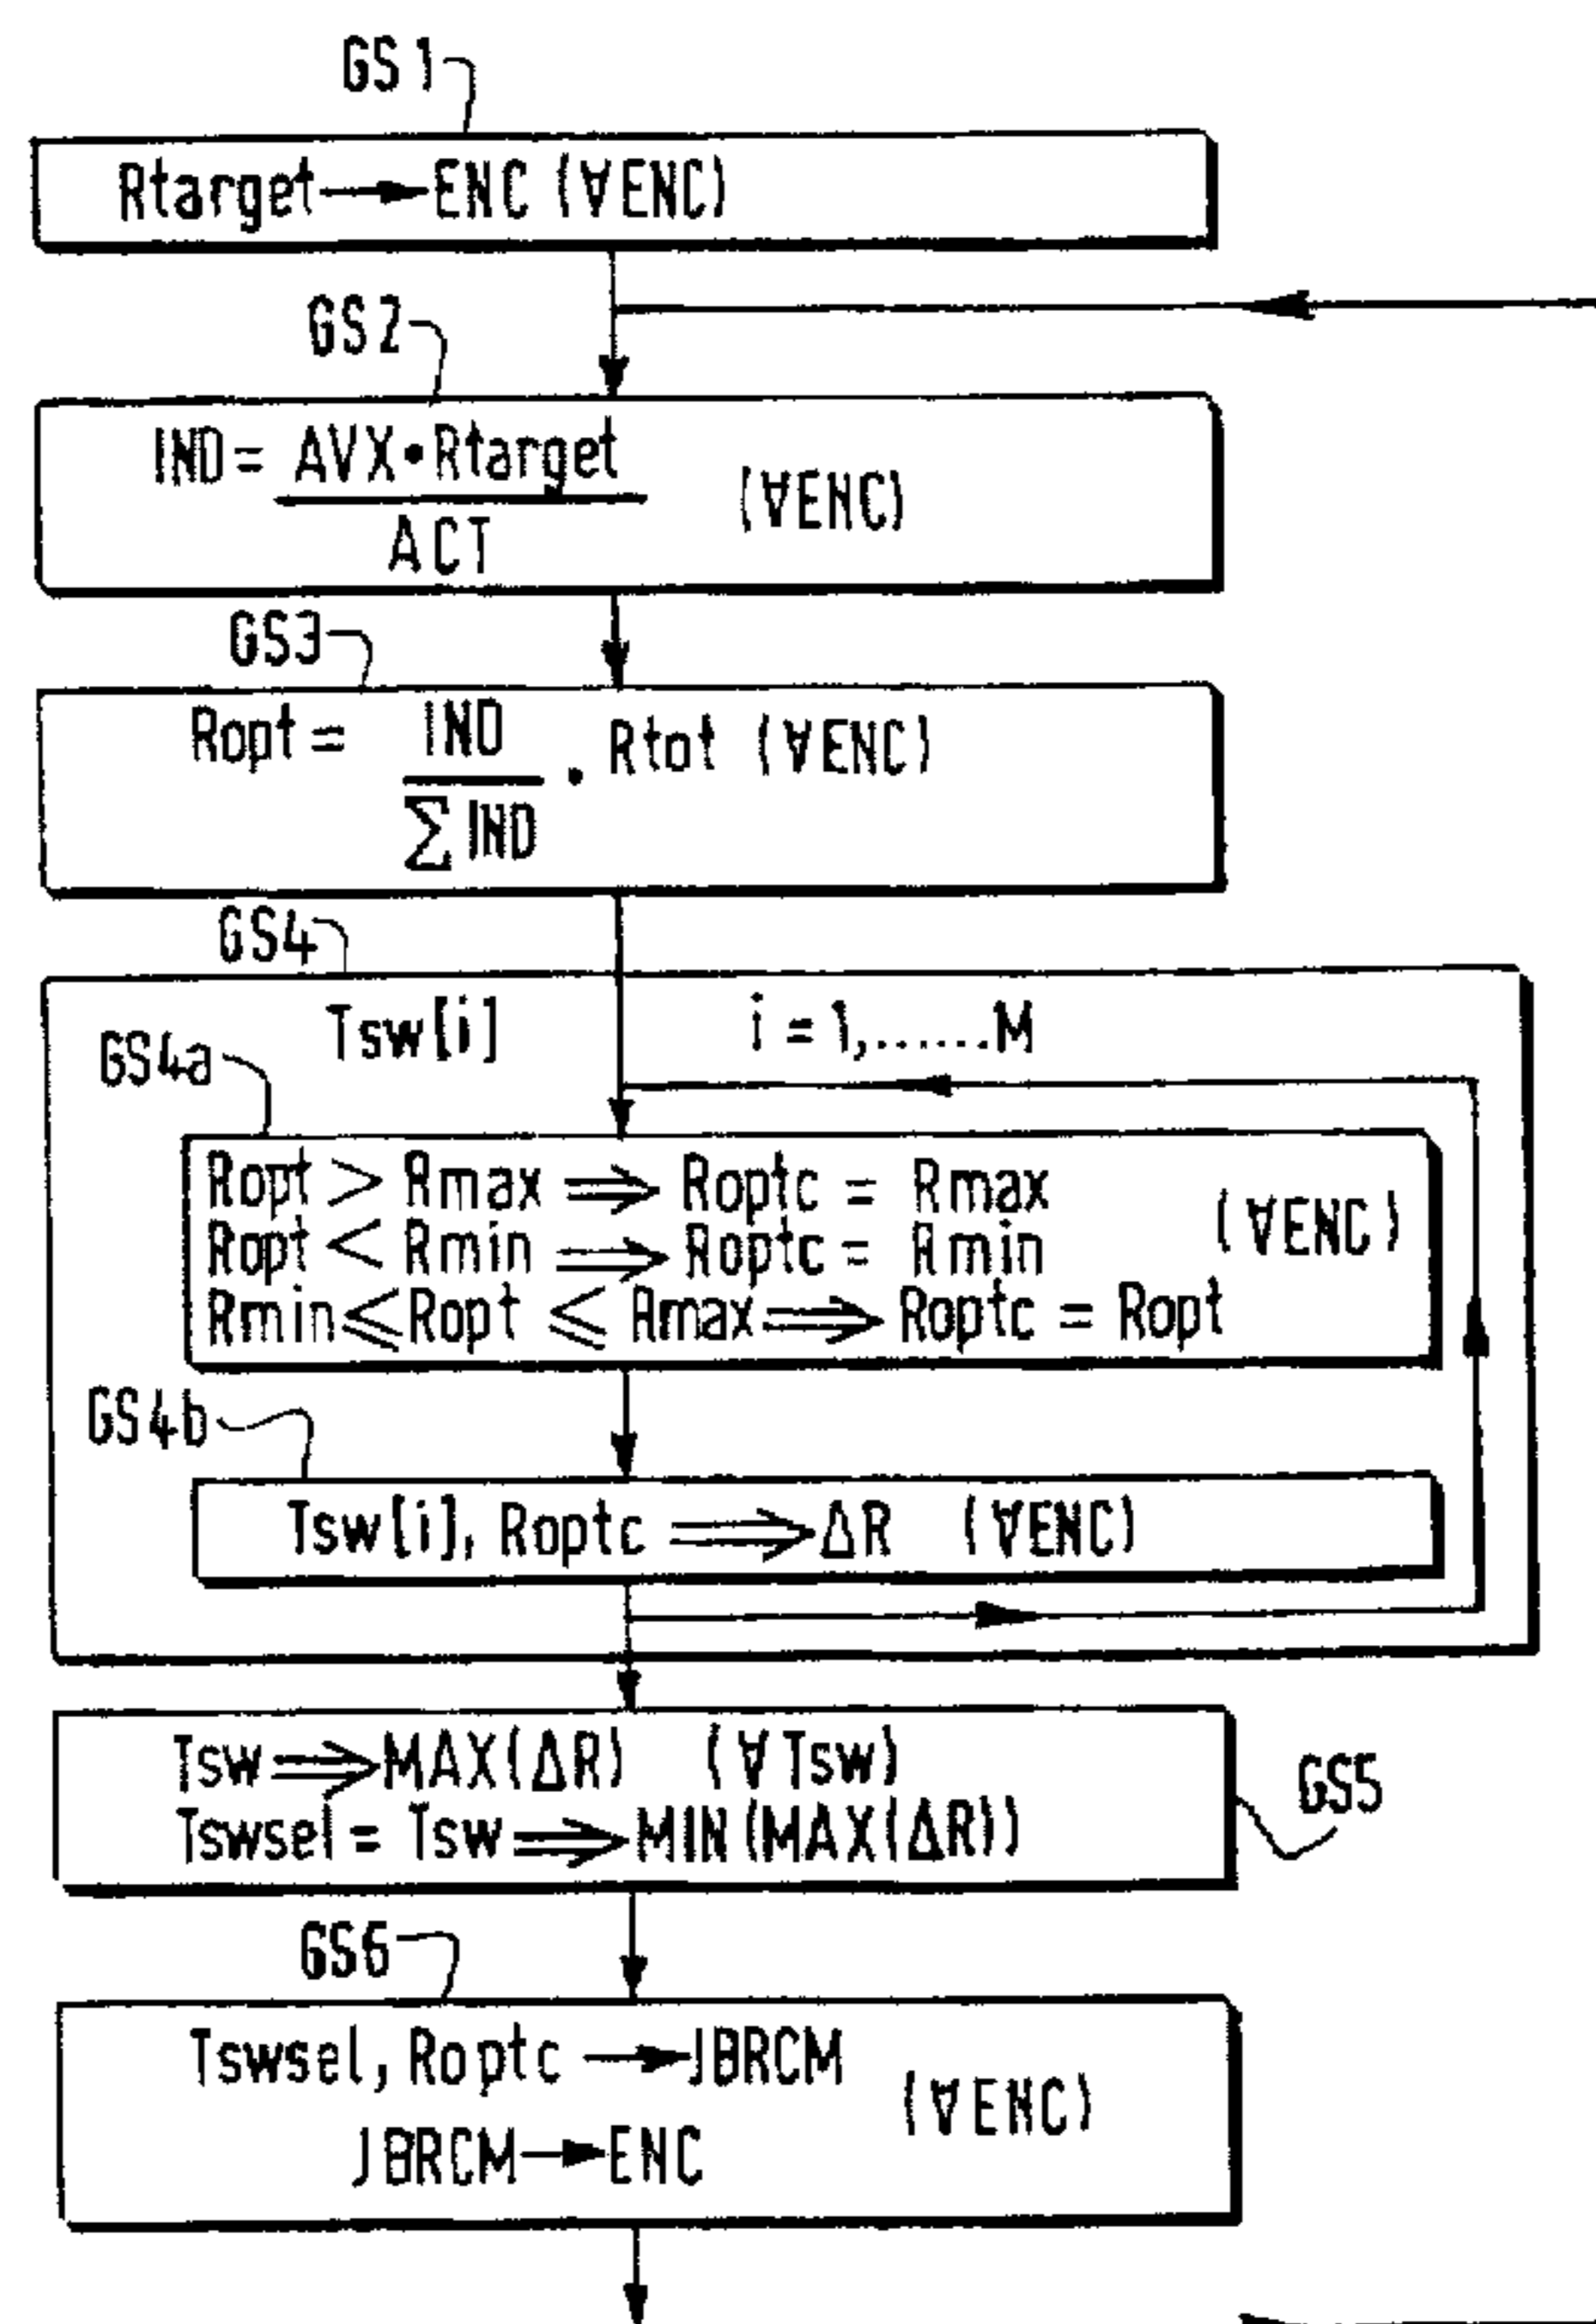 GS1
Rtarget → ENC (∀ENC)
GS2
IND = AVX • Rtarget (∀ENC)
ACT
GS3
Ropt = IND • Rtot (∀ENC)
∑ IND
GS4
Tsw[i] i = 1,......M
GS4a
Ropt > Rmax ⇒ Roptc = Rmax
Ropt < Rmin ⇒ Roptc = Rmin (∀ENC)
Rmin ≤ Ropt ≤ Rmax ⇒ Roptc = Ropt
GS4b
Tsw[i], Roptc ⇒ ΔR (∀ENC)
Tsw ⇒ MAX(ΔR) (∀Tsw)
GS5
Tswsel = Tsw ⇒ MIN(MAX(ΔR))
GS6
Tswsel, Roptc → JBRCM
(∀ENC)
JBRCM → ENC